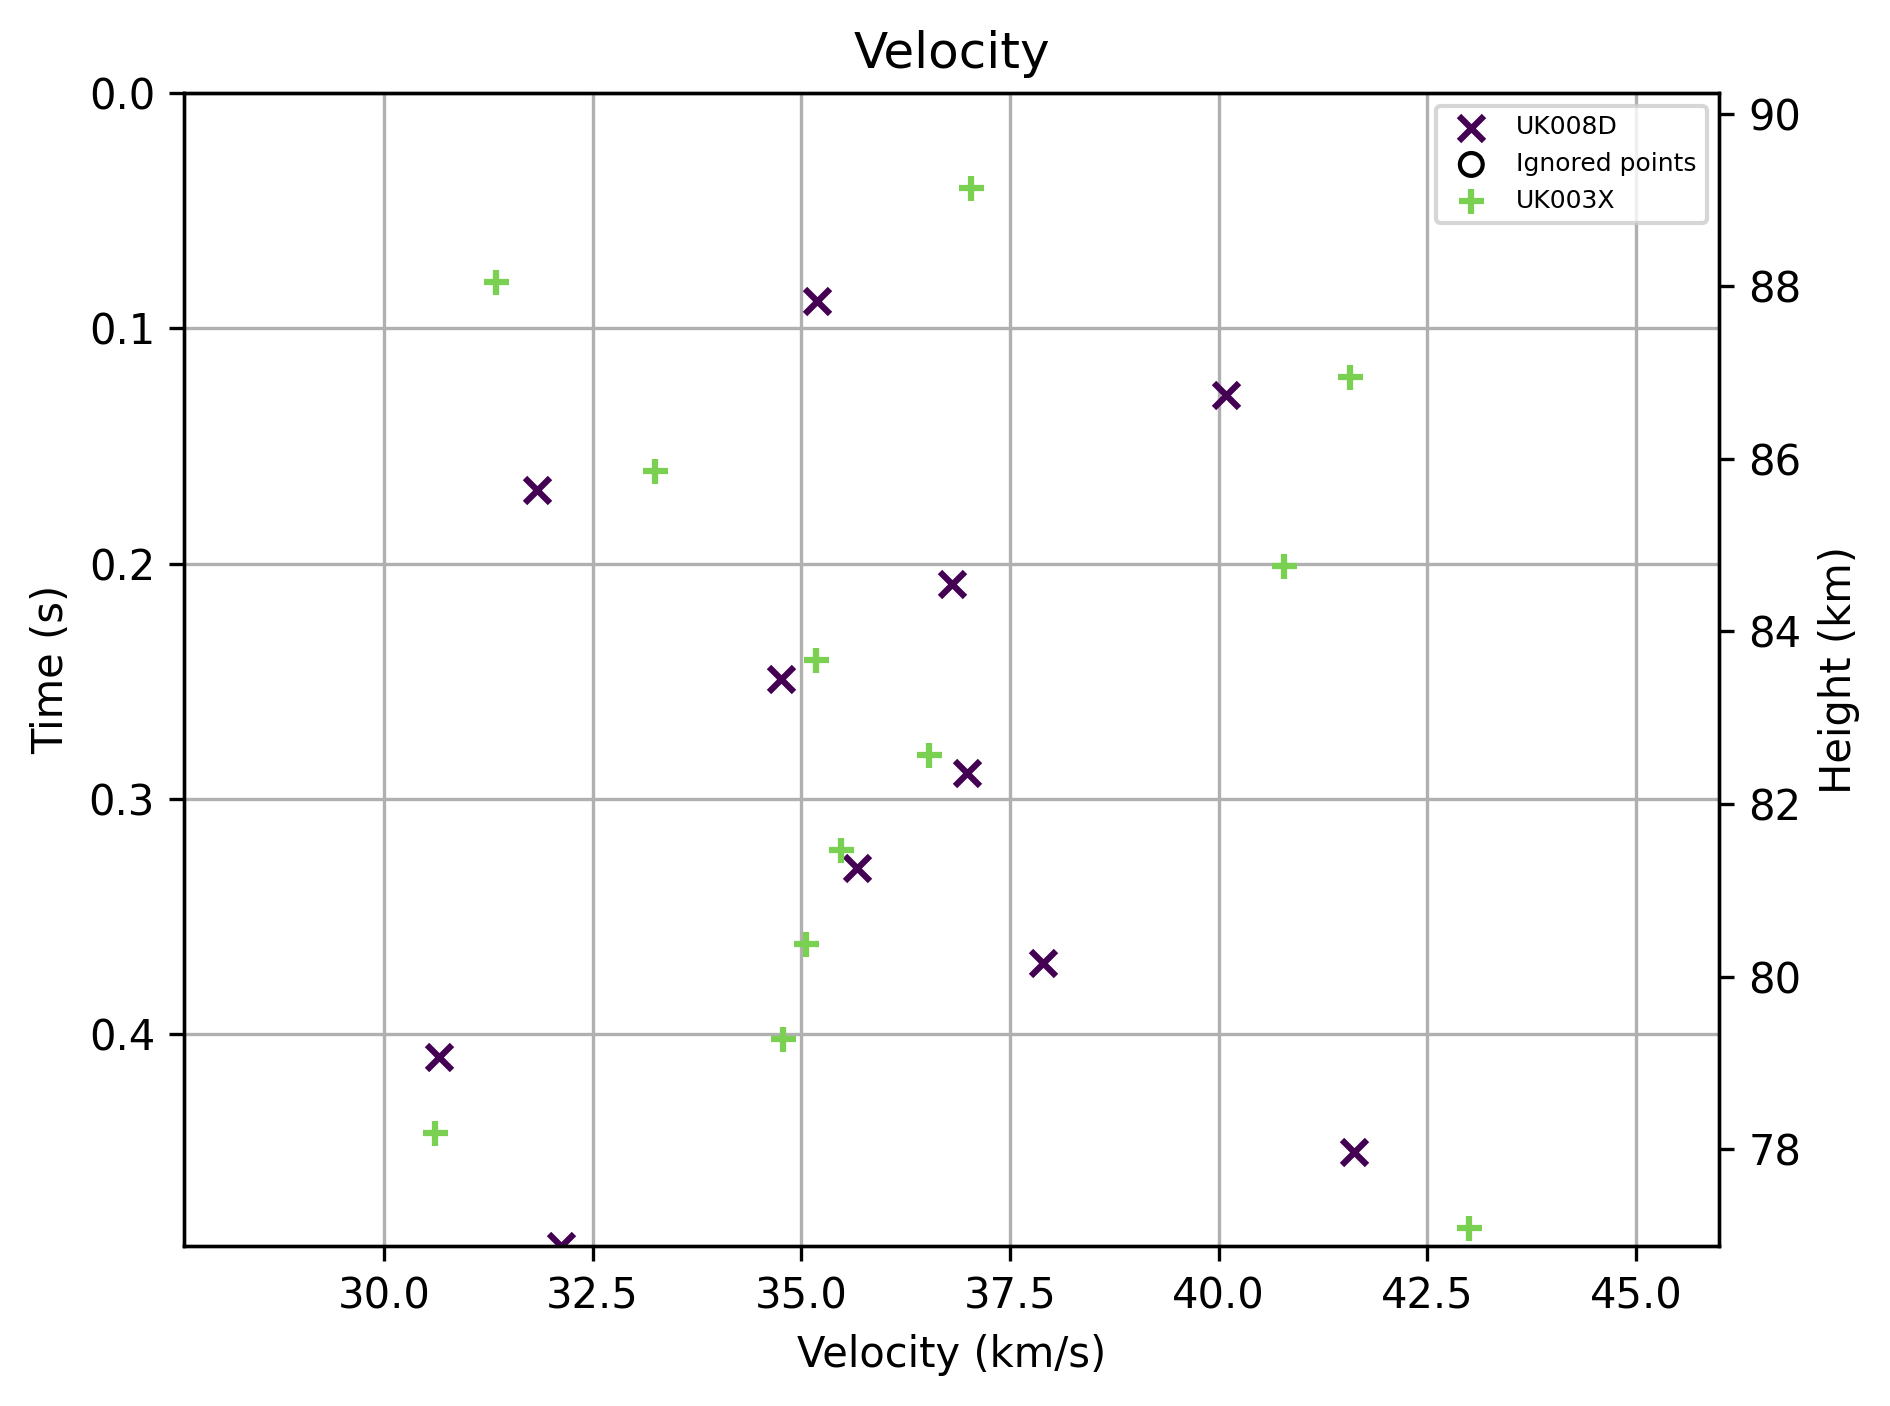 Velocity
UK008D
Ignored points
UK003X
0.0
0.1
0.2
0.3
0.4
Time (s)
90
88
86
84
82
80
78
Height (km)
30.0 32.5 35.0 37.5 40.0 42.5 45.0
Velocity (km/s)